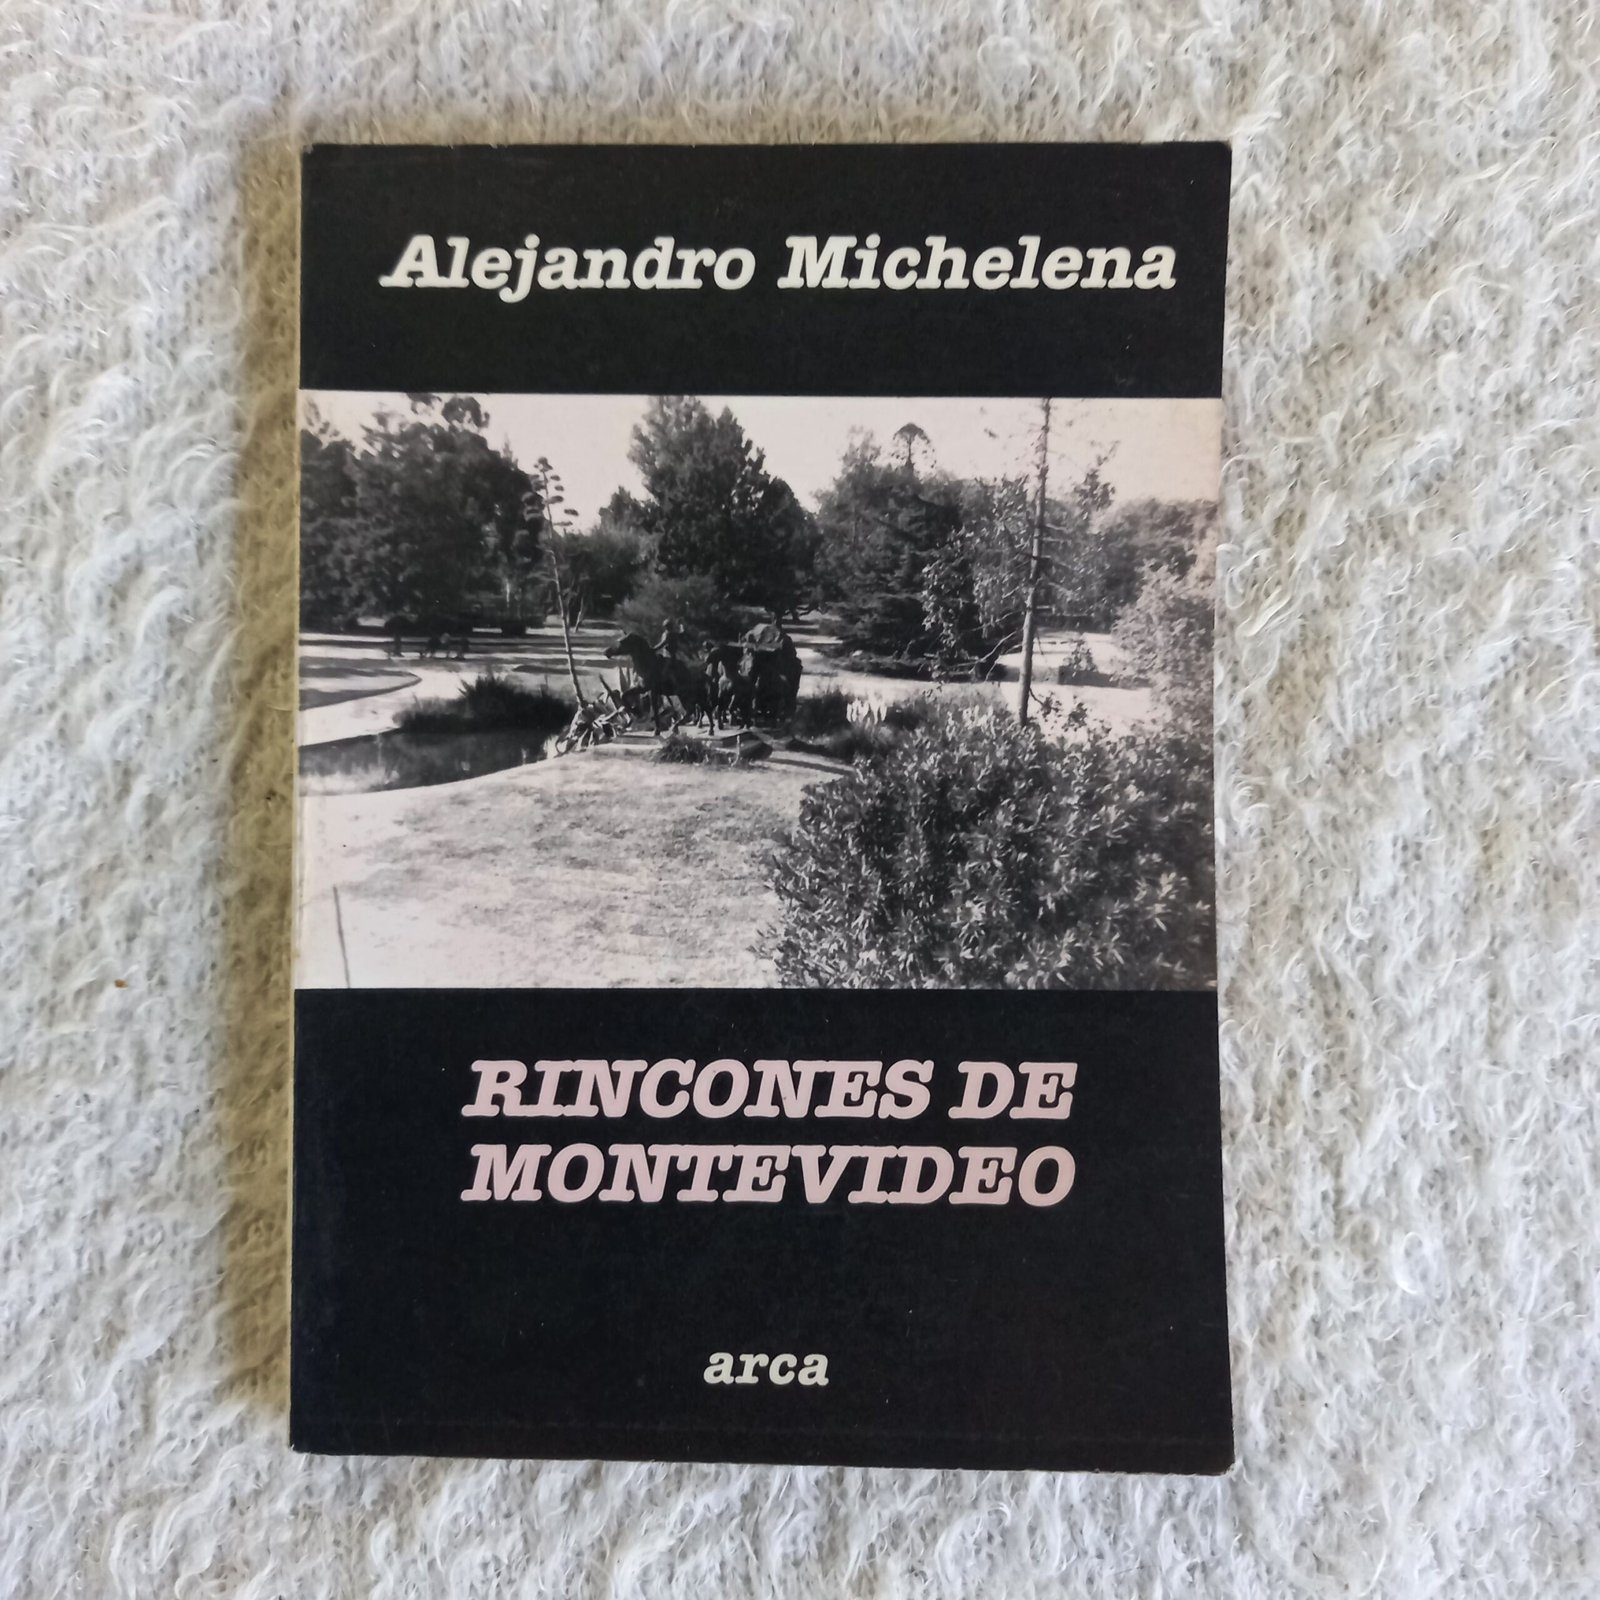 Alejandro Michelena
RINCONES DE
MONTEVIDEO
arca